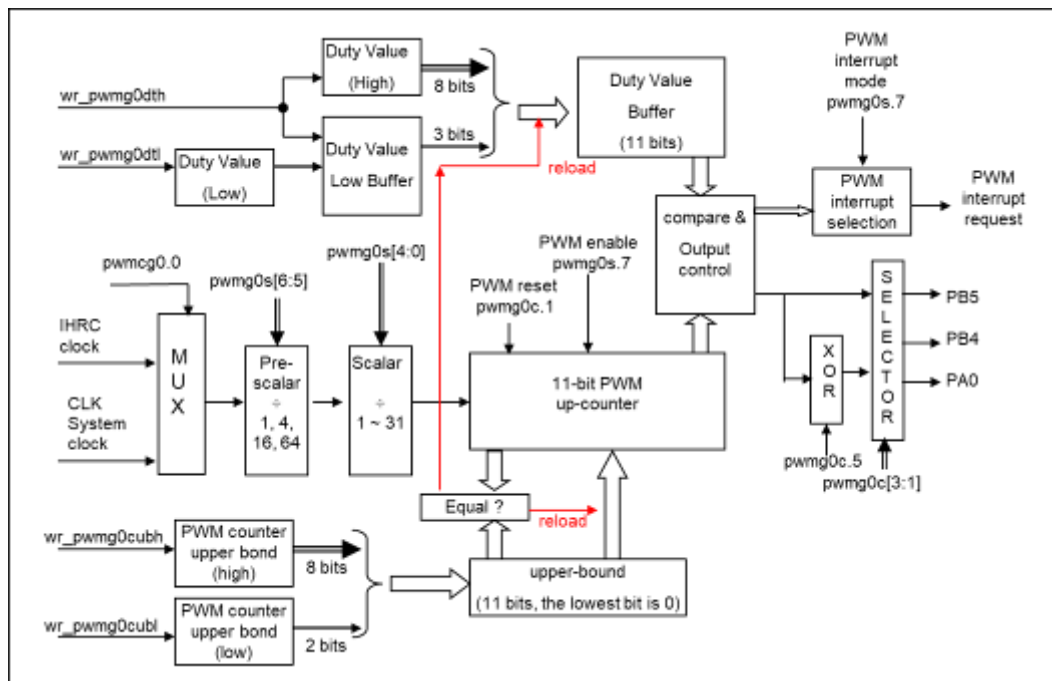 wr_pwmg0dth
Duty Value
(High)
8 bits
wr_pwmg0dtl
Duty Value
(Low)
Duty Value
Low Buffer
3 bits
reload
Duty Value
Buffer
(11 bits)
PWM
interrupt
mode
pwmg0s.7
PWM
interrupt
selection
PWM
interrupt
request
compare &
Output
control
pwmcg0.0
pwmg0s[6:5]
pwmg0s[4:0]
PWM enable
pwmg0s.7
PWM reset
pwmg0c.1
IHRC
clock
CLK
System
clock
MUX
Pre-
scalar
÷
1, 4,
16, 64
Scalar
÷
1 ~ 31
11-bit PWM
up-counter
XOR
SELECTOR
PB5
PB4
PA0
pwmg0c.5
pwmg0c[3:1]
Equal ?
reload
wr_pwmg0cubh
PWM counter
upper bond
(high)
8 bits
wr_pwmg0cubl
PWM counter
upper bond
(low)
2 bits
upper-bound
(11 bits, the lowest bit is 0)